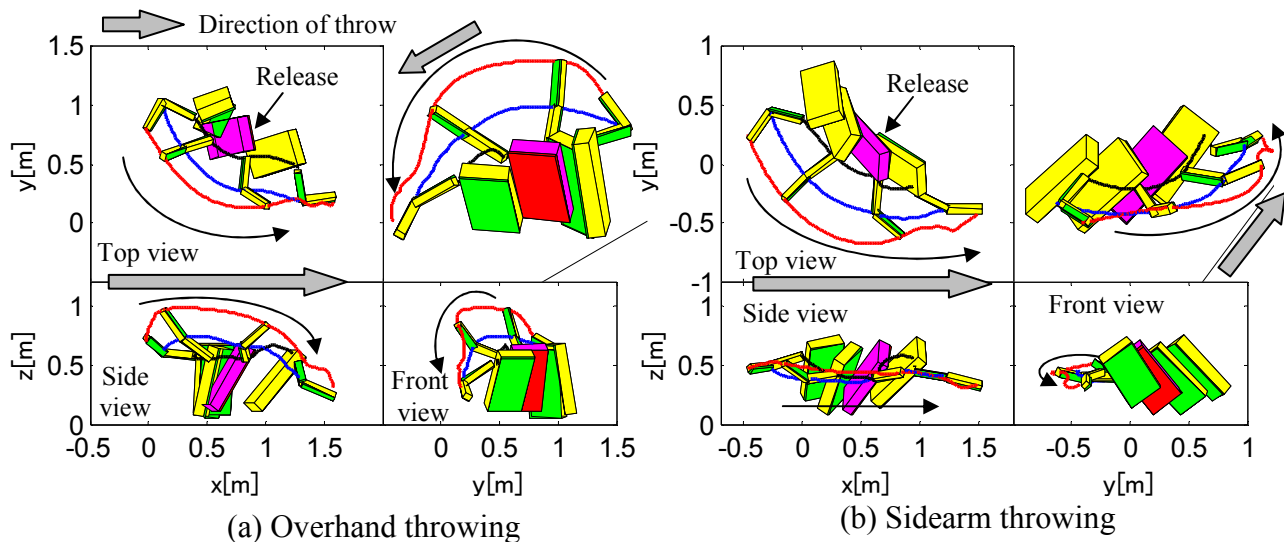 Direction of throw
1.5
1
0.5
0
y[m]
Release
Top view
y[m]
1
0.5
0
z[m]
Side
view
Front
view
-0.5
0
0.5
1
1.5
0
0.5
1
1.5
x[m]
y[m]
(a) Overhand throwing
1
0.5
0
-0.5
-1
y[m]
Release
Top view
y[m]
1
0.5
0
z[m]
Side view
Front view
-0.5
0
0.5
1
1.5
-0.5
0
0.5
1
x[m]
y[m]
(b) Sidearm throwing